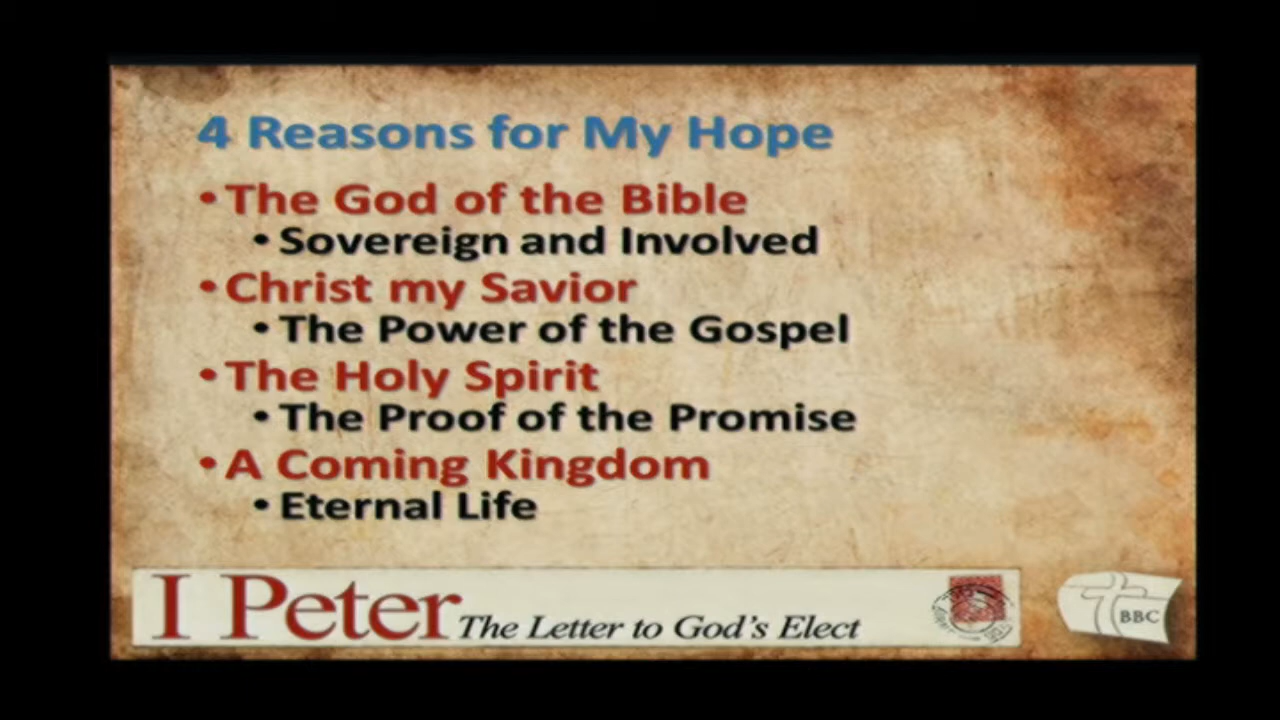 4 Reasons for My Hope
• The God of the Bible
• Sovereign and Involved
• Christ my Savior
• The Power of the Gospel
• The Holy Spirit
• The Proof of the Promise
• A Coming Kingdom
• Eternal Life
I Peter The Letter to God's Elect
BBC